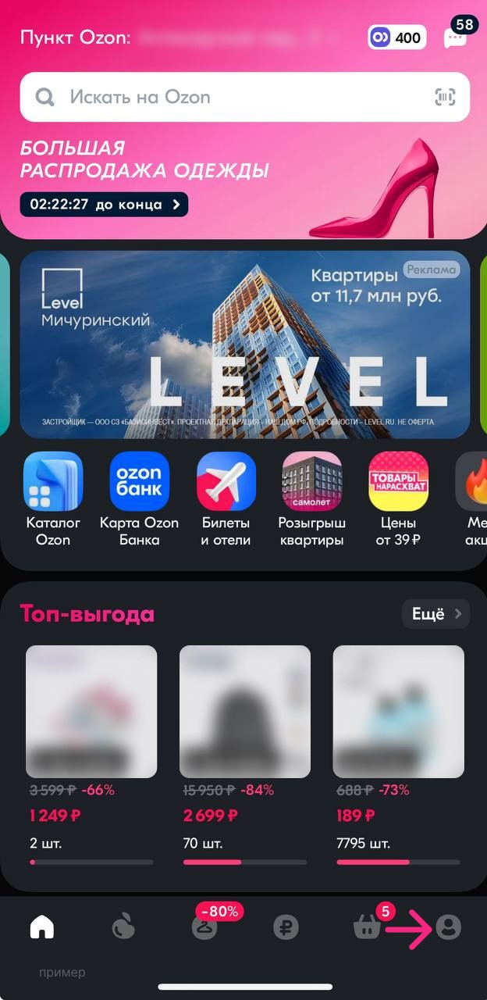 Пункт Ozon:
400
58
Искать на Ozon
БОЛЬШАЯ
РАСПРОДАЖА ОДЕЖДЫ
02:22:27 до конца
Level
Мичуринский
Квартиры
от 11,7 млн руб.
Реклама
LEVEL
ЗАСТРОЙЩИК — ООО СЗ «БАЗИСИНВЕСТ». ПРОЕКТНАЯ ДЕКЛАРАЦИЯ – НАШ.ДОМ.РФ. ПОДРОБНОСТИ – LEVEL.RU. НЕ ОФЕРТА.
ozon
банк
самолет
ТОВАРЫ
НАРАСХВАТ
Каталог
Ozon
Карта Ozon
Банка
Билеты
и отели
Розыгрыш
квартиры
Цены
от 39 ₽
Ме
акц
Топ-выгода
Ещё
3 599 ₽ -66%
15 950 ₽ -84%
688 ₽ -73%
1 249 ₽
2 699 ₽
189 ₽
2 шт.
70 шт.
7795 шт.
-80%
5
пример